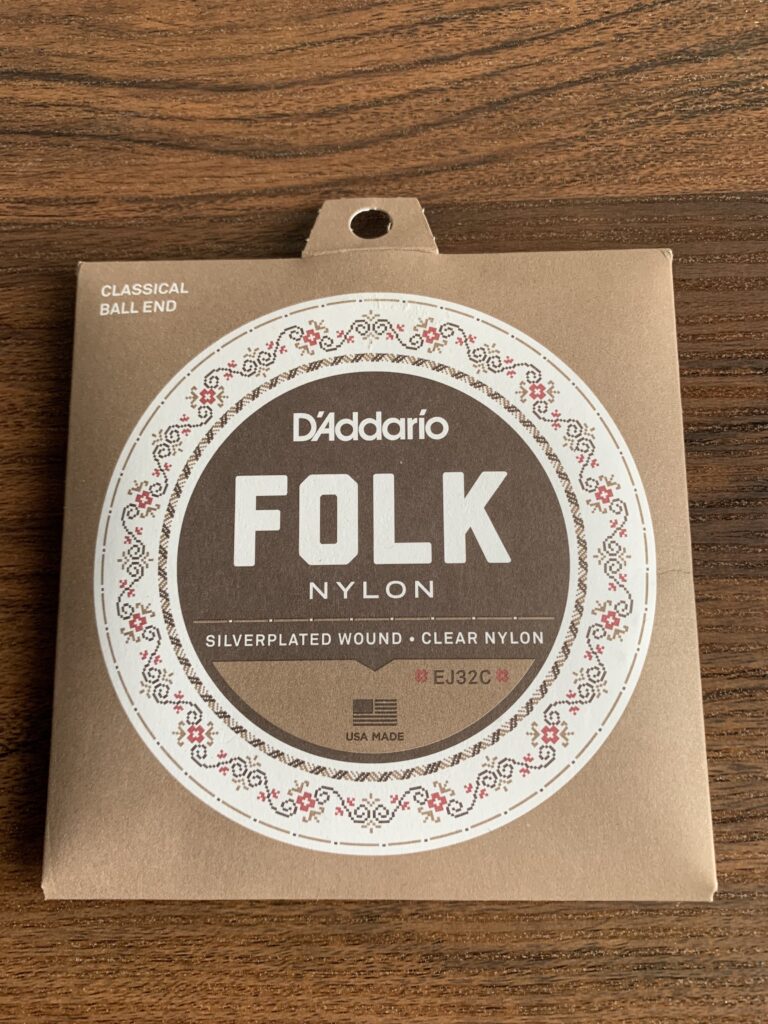 CLASSICAL
BALL END
D'Addario
FOLK
NYLON
SILVERPLATED WOUND • CLEAR NYLON
EJ32C
USA MADE